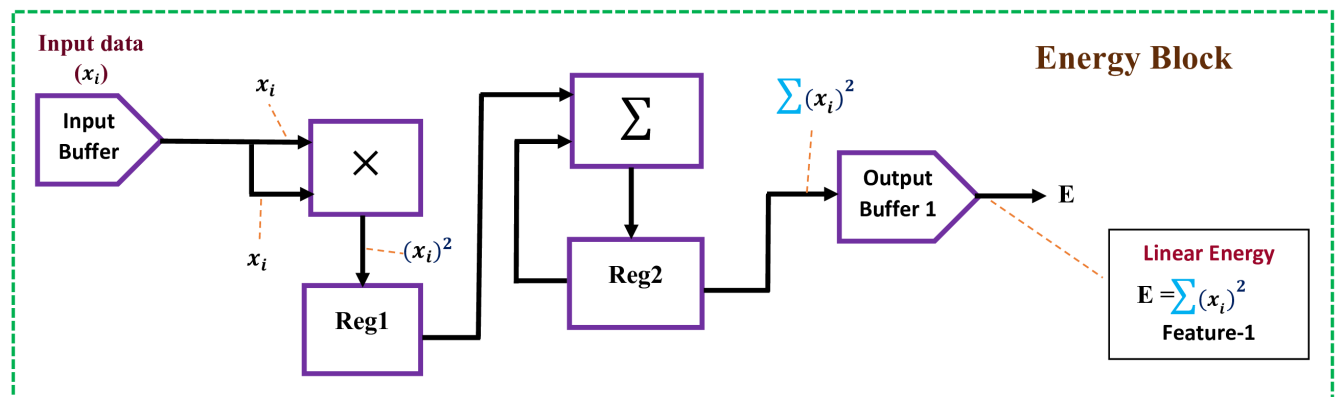 Input data
(xᵢ)
Energy Block
Input
Buffer
xᵢ
xᵢ
×
(xᵢ)²
Reg1
∑
Reg2
∑(xᵢ)²
Output
Buffer 1
E
Linear Energy
E =∑(xᵢ)²
Feature-1